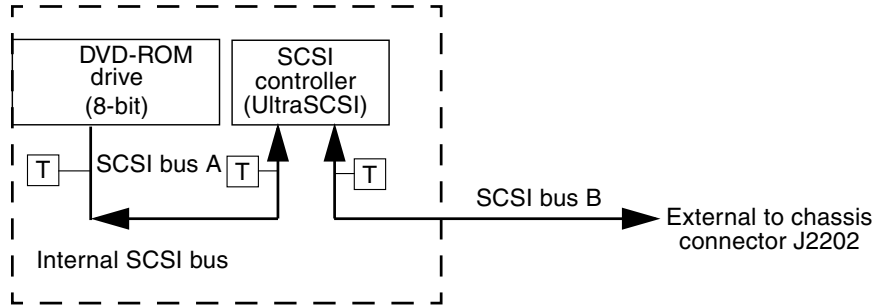 DVD-ROM
drive
(8-bit)
SCSI
controller
(UltraSCSI)
T
SCSI bus A
T
T
SCSI bus B
External to chassis
connector J2202
Internal SCSI bus